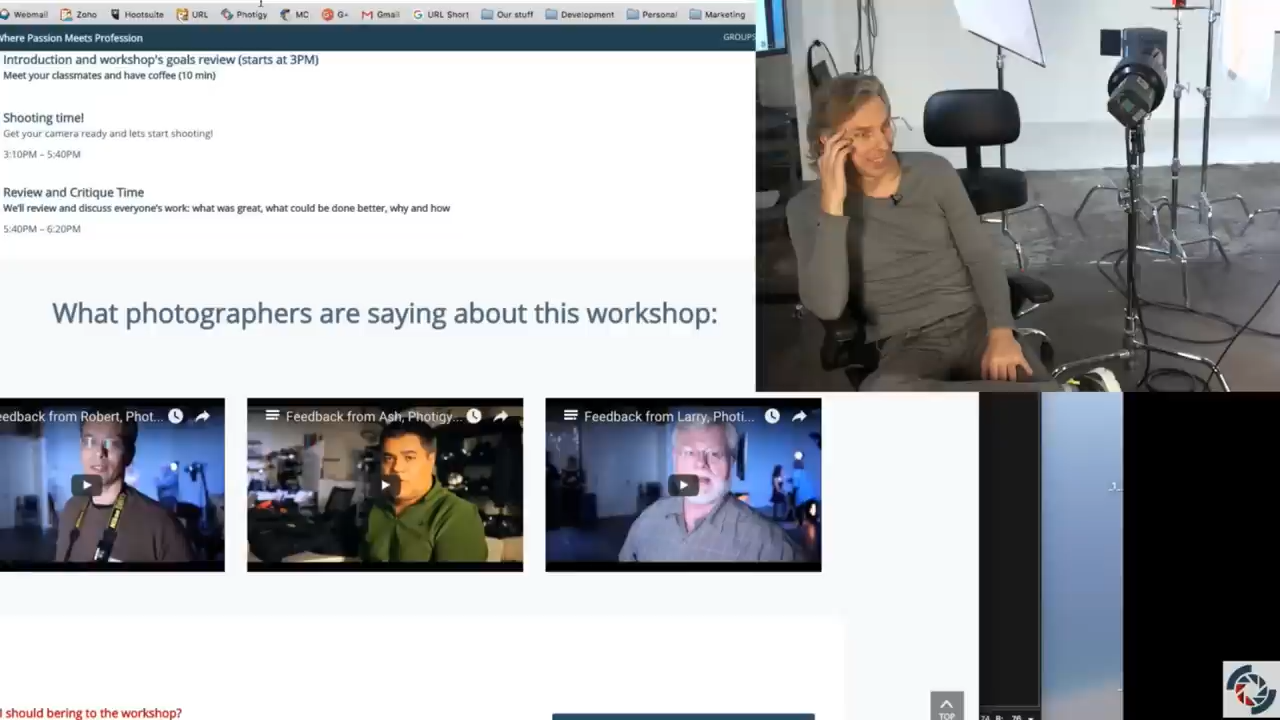 Webmail Zoho Hootsuite URL Photigy MC G+ Gmail URL Short Our stuff Development Personal Marketing
Where Passion Meets Profession GROUPS
Introduction and workshop's goals review (starts at 3PM)
Meet your classmates and have coffee (10 min)
Shooting time!
Get your camera ready and lets start shooting!
3:10PM – 5:40PM
Review and Critique Time
We'll review and discuss everyone's work: what was great, what could be done better, why and how
5:40PM – 6:20PM
What photographers are saying about this workshop:
eedback from Robert, Phot... Feedback from Ash, Photigy... Feedback from Larry, Photi...
I should bering to the workshop?
TOP
74 B: 76